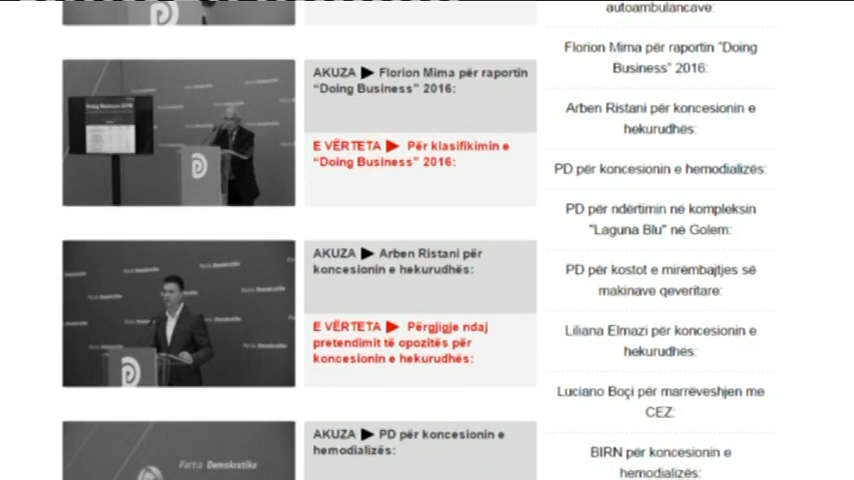 AKUZA ▶ Florion Mima për raportin
“Doing Business” 2016:
E VËRTETA ▶ Për klasifikimin e
“Doing Business” 2016:
AKUZA ▶ Arben Ristani për
koncesionin e hekurudhës:
E VËRTETA ▶ Përgjigje ndaj
pretendimit të opozitës për
koncesionin e hekurudhës:
AKUZA ▶ PD për koncesionin e
hemodializës:
Partia Demokratike
autoambulancave:
Florion Mima për raportin “Doing
Business” 2016:
Arben Ristani për koncesionin e
hekurudhës:
PD për koncesionin e hemodializës:
PD për ndërtimin në kompleksin
"Laguna Blu" në Golem:
PD për kostot e mirëmbajtjes së
makinave qeveritare:
Liliana Elmazi për koncesionin e
hekurudhës:
Luciano Boçi për marrëveshjen me
CEZ:
BIRN për koncesionin e
hemodializës: